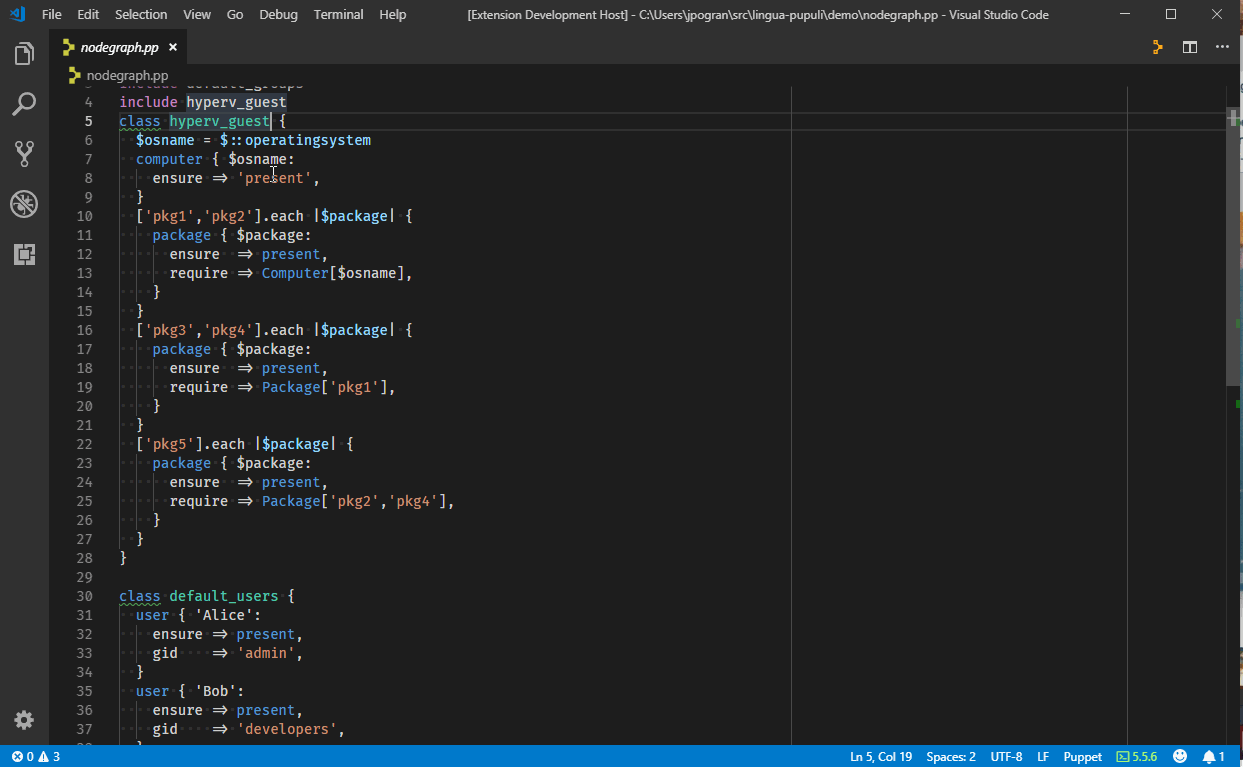 File Edit Selection View Go Debug Terminal Help [Extension Development Host] - C:\Users\jpogran\src\lingua-pupuli\demo\nodegraph.pp - Visual Studio Code
nodegraph.pp ×
nodegraph.pp
3 include default_groups
4 include hyperv_guest
5 class hyperv_guest {
6 $osname = $::operatingsystem
7 computer { $osname:
8 ensure => 'present',
9 }
10 ['pkg1','pkg2'].each |$package| {
11 package { $package:
12 ensure => present,
13 require => Computer[$osname],
14 }
15 }
16 ['pkg3','pkg4'].each |$package| {
17 package { $package:
18 ensure => present,
19 require => Package['pkg1'],
20 }
21 }
22 ['pkg5'].each |$package| {
23 package { $package:
24 ensure => present,
25 require => Package['pkg2','pkg4'],
26 }
27 }
28 }
29
30 class default_users {
31 user { 'Alice':
32 ensure => present,
33 gid => 'admin',
34 }
35 user { 'Bob':
36 ensure => present,
37 gid => 'developers',
38 }
0 3 Ln 5, Col 19 Spaces: 2 UTF-8 LF Puppet 5.5.6 1